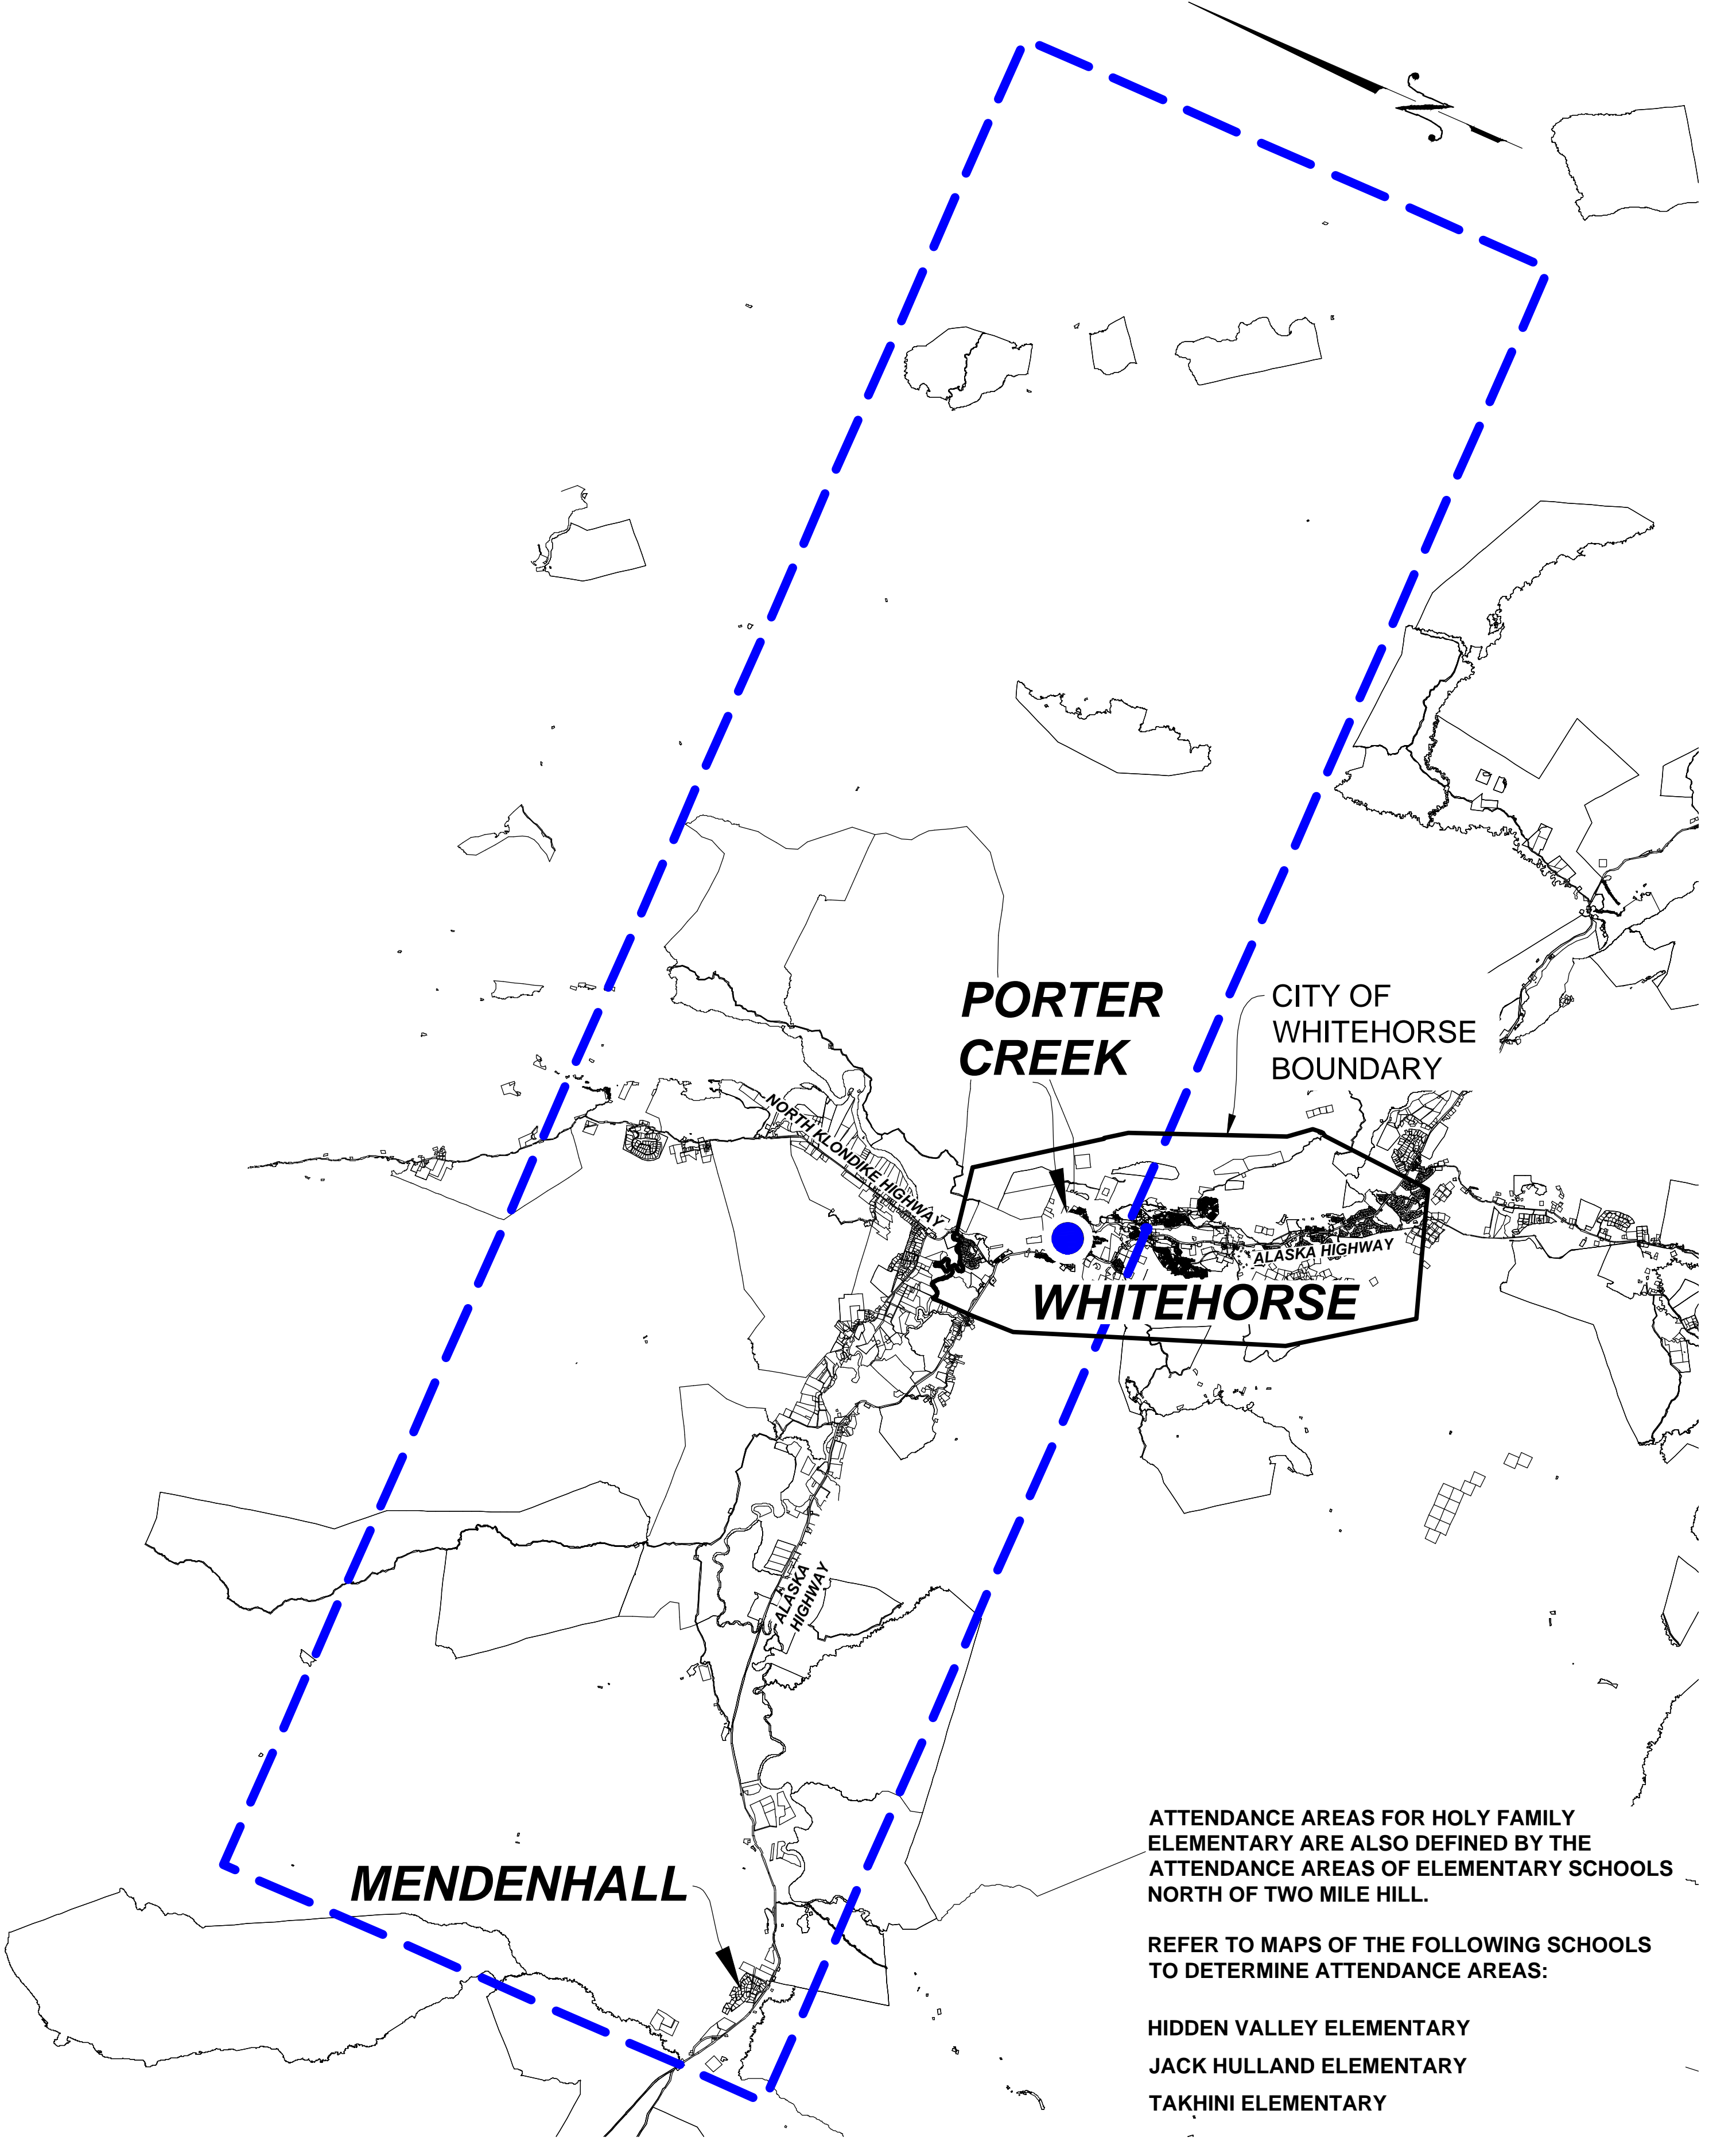 PORTER
CREEK
CITY OF
WHITEHORSE
BOUNDARY
NORTH KLONDIKE HIGHWAY
ALASKA HIGHWAY
WHITEHORSE
ALASKA
HIGHWAY
MENDENHALL
ATTENDANCE AREAS FOR HOLY FAMILY
ELEMENTARY ARE ALSO DEFINED BY THE
ATTENDANCE AREAS OF ELEMENTARY SCHOOLS
NORTH OF TWO MILE HILL.
REFER TO MAPS OF THE FOLLOWING SCHOOLS
TO DETERMINE ATTENDANCE AREAS:
HIDDEN VALLEY ELEMENTARY
JACK HULLAND ELEMENTARY
TAKHINI ELEMENTARY